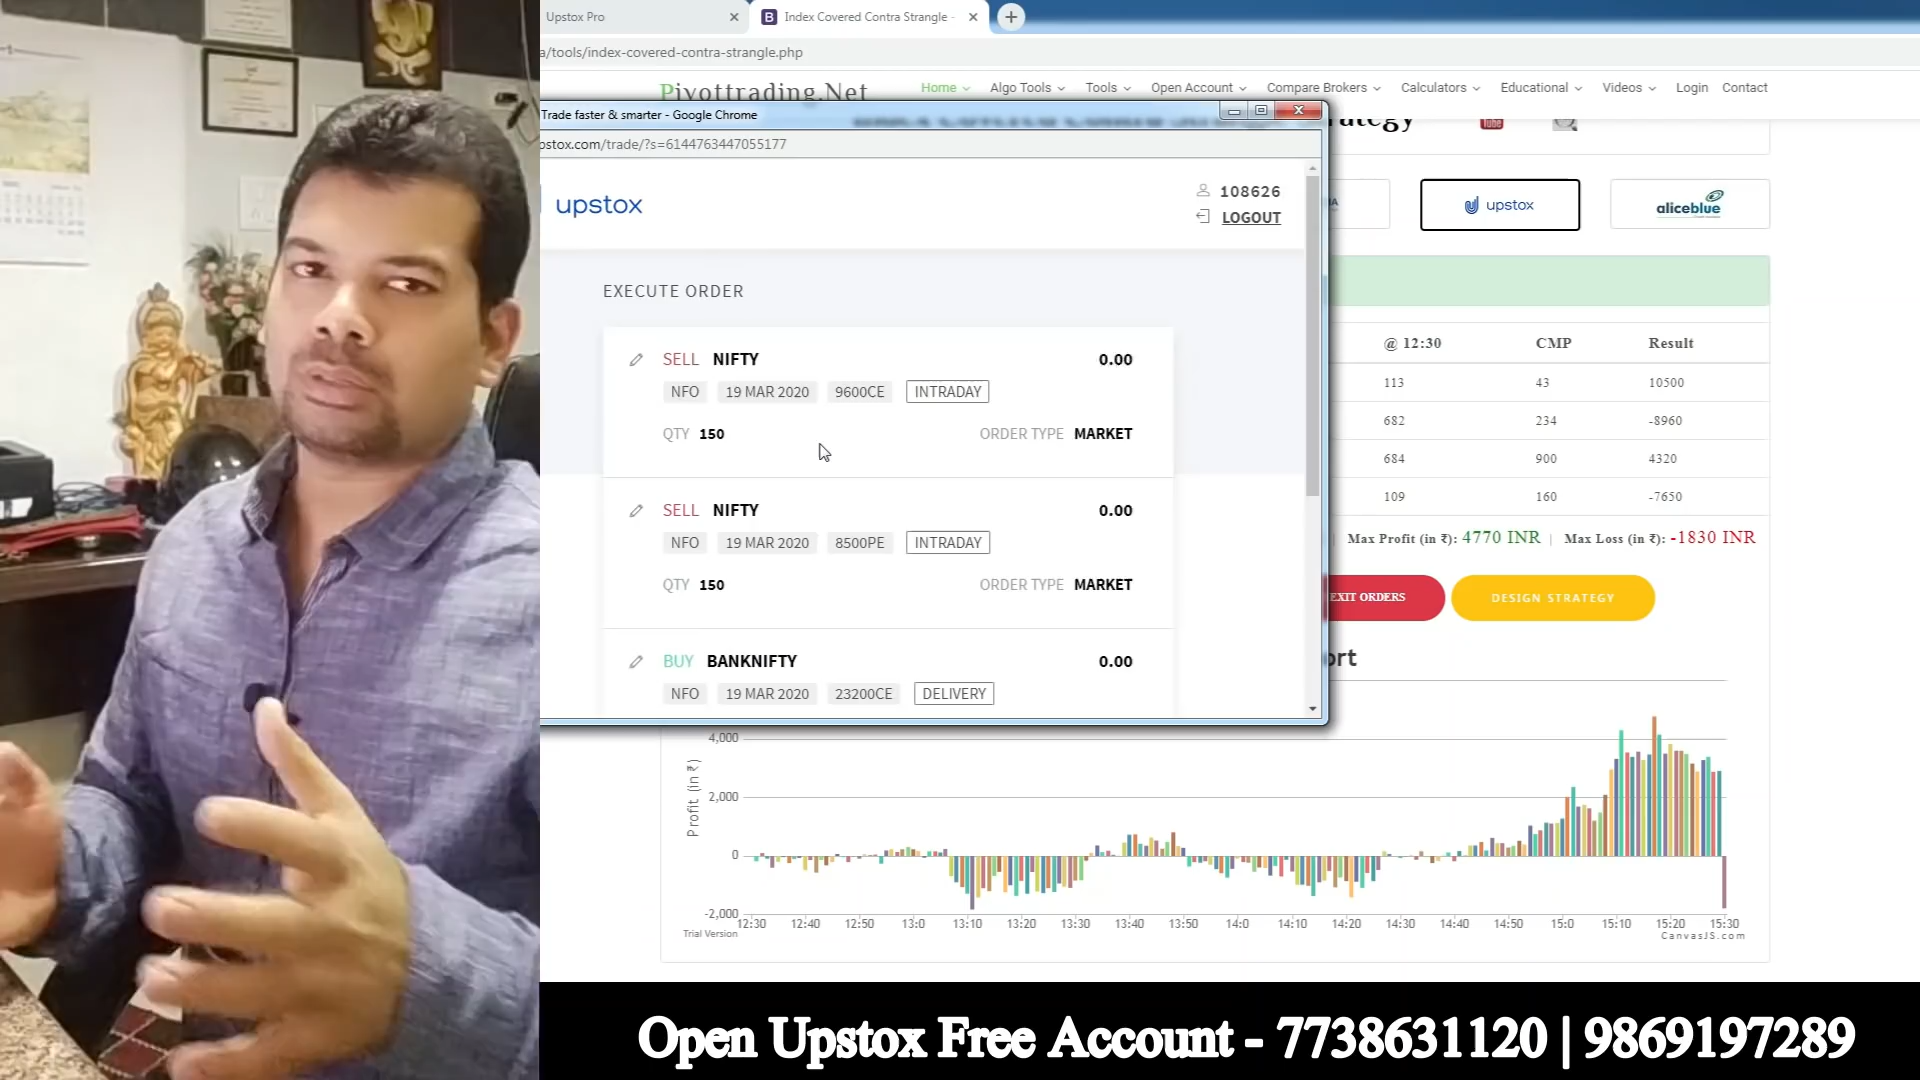 Upstox Pro
Index Covered Contra Strangle -
a/tools/index-covered-contra-strangle.php
Pivottrading.Net
Home Algo Tools Tools Open Account Compare Brokers Calculators Educational Videos Login Contact
Trade faster & smarter - Google Chrome
ostox.com/trade/?s=6144763447055177
upstox
108626
LOGOUT
upstox
aliceblue
EXECUTE ORDER
SELL NIFTY 0.00
NFO 19 MAR 2020 9600CE INTRADAY
QTY 150 ORDER TYPE MARKET
SELL NIFTY 0.00
NFO 19 MAR 2020 8500PE INTRADAY
QTY 150 ORDER TYPE MARKET
BUY BANKNIFTY 0.00
NFO 19 MAR 2020 23200CE DELIVERY
@ 12:30 CMP Result
113 43 10500
682 234 -8960
684 900 4320
109 160 -7650
Max Profit (in ₹): 4770 INR | Max Loss (in ₹): -1830 INR
EXIT ORDERS
DESIGN STRATEGY
ort
Profit (in ₹)
4,000
2,000
0
-2,000
12:30 12:40 12:50 13:0 13:10 13:20 13:30 13:40 13:50 14:0 14:10 14:20 14:30 14:40 14:50 15:0 15:10 15:20 15:30
Trial Version
CanvasJS.com
Open Upstox Free Account - 7738631120 | 9869197289